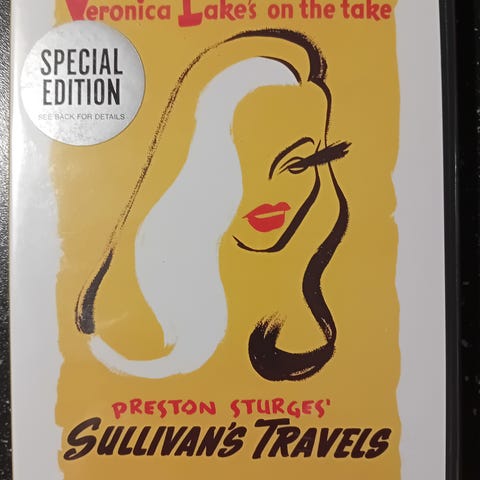 Veronica Lake's on the take
SPECIAL
EDITION
SEE BACK FOR DETAILS
PRESTON STURGES'
SULLIVAN'S TRAVELS